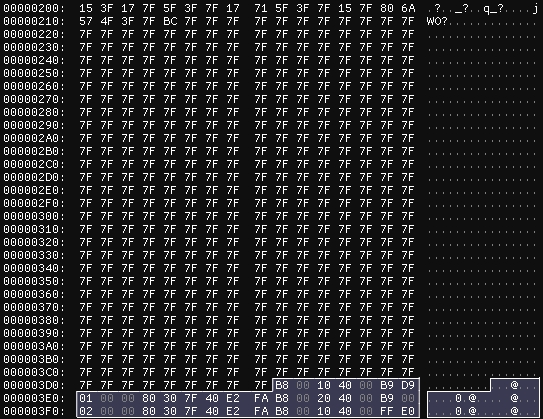 00000200: 15 3F 17 7F 5F 3F 7F 17 71 5F 3F 7F 15 7F 80 6A .?.._?..q_?....j
00000210: 57 4F 3F 7F BC 7F 7F 7F 7F 7F 7F 7F 7F 7F 7F 7F WO?.............
00000220: 7F 7F 7F 7F 7F 7F 7F 7F 7F 7F 7F 7F 7F 7F 7F 7F ................
00000230: 7F 7F 7F 7F 7F 7F 7F 7F 7F 7F 7F 7F 7F 7F 7F 7F ................
00000240: 7F 7F 7F 7F 7F 7F 7F 7F 7F 7F 7F 7F 7F 7F 7F 7F ................
00000250: 7F 7F 7F 7F 7F 7F 7F 7F 7F 7F 7F 7F 7F 7F 7F 7F ................
00000260: 7F 7F 7F 7F 7F 7F 7F 7F 7F 7F 7F 7F 7F 7F 7F 7F ................
00000270: 7F 7F 7F 7F 7F 7F 7F 7F 7F 7F 7F 7F 7F 7F 7F 7F ................
00000280: 7F 7F 7F 7F 7F 7F 7F 7F 7F 7F 7F 7F 7F 7F 7F 7F ................
00000290: 7F 7F 7F 7F 7F 7F 7F 7F 7F 7F 7F 7F 7F 7F 7F 7F ................
000002A0: 7F 7F 7F 7F 7F 7F 7F 7F 7F 7F 7F 7F 7F 7F 7F 7F ................
000002B0: 7F 7F 7F 7F 7F 7F 7F 7F 7F 7F 7F 7F 7F 7F 7F 7F ................
000002C0: 7F 7F 7F 7F 7F 7F 7F 7F 7F 7F 7F 7F 7F 7F 7F 7F ................
000002D0: 7F 7F 7F 7F 7F 7F 7F 7F 7F 7F 7F 7F 7F 7F 7F 7F ................
000002E0: 7F 7F 7F 7F 7F 7F 7F 7F 7F 7F 7F 7F 7F 7F 7F 7F ................
000002F0: 7F 7F 7F 7F 7F 7F 7F 7F 7F 7F 7F 7F 7F 7F 7F 7F ................
00000300: 7F 7F 7F 7F 7F 7F 7F 7F 7F 7F 7F 7F 7F 7F 7F 7F ................
00000310: 7F 7F 7F 7F 7F 7F 7F 7F 7F 7F 7F 7F 7F 7F 7F 7F ................
00000320: 7F 7F 7F 7F 7F 7F 7F 7F 7F 7F 7F 7F 7F 7F 7F 7F ................
00000330: 7F 7F 7F 7F 7F 7F 7F 7F 7F 7F 7F 7F 7F 7F 7F 7F ................
00000340: 7F 7F 7F 7F 7F 7F 7F 7F 7F 7F 7F 7F 7F 7F 7F 7F ................
00000350: 7F 7F 7F 7F 7F 7F 7F 7F 7F 7F 7F 7F 7F 7F 7F 7F ................
00000360: 7F 7F 7F 7F 7F 7F 7F 7F 7F 7F 7F 7F 7F 7F 7F 7F ................
00000370: 7F 7F 7F 7F 7F 7F 7F 7F 7F 7F 7F 7F 7F 7F 7F 7F ................
00000380: 7F 7F 7F 7F 7F 7F 7F 7F 7F 7F 7F 7F 7F 7F 7F 7F ................
00000390: 7F 7F 7F 7F 7F 7F 7F 7F 7F 7F 7F 7F 7F 7F 7F 7F ................
000003A0: 7F 7F 7F 7F 7F 7F 7F 7F 7F 7F 7F 7F 7F 7F 7F 7F ................
000003B0: 7F 7F 7F 7F 7F 7F 7F 7F 7F 7F 7F 7F 7F 7F 7F 7F ................
000003C0: 7F 7F 7F 7F 7F 7F 7F 7F 7F 7F 7F 7F 7F 7F 7F 7F ................
000003D0: 7F 7F 7F 7F 7F 7F 7F 7F 7F B8 00 10 40 00 B9 D9 ............@...
000003E0: 01 00 00 80 30 7F 40 E2 FA B8 00 20 40 00 B9 00 ....0.@.... @...
000003F0: 02 00 00 80 30 7F 40 E2 FA B8 00 10 40 00 FF E0 ....0.@.....@...